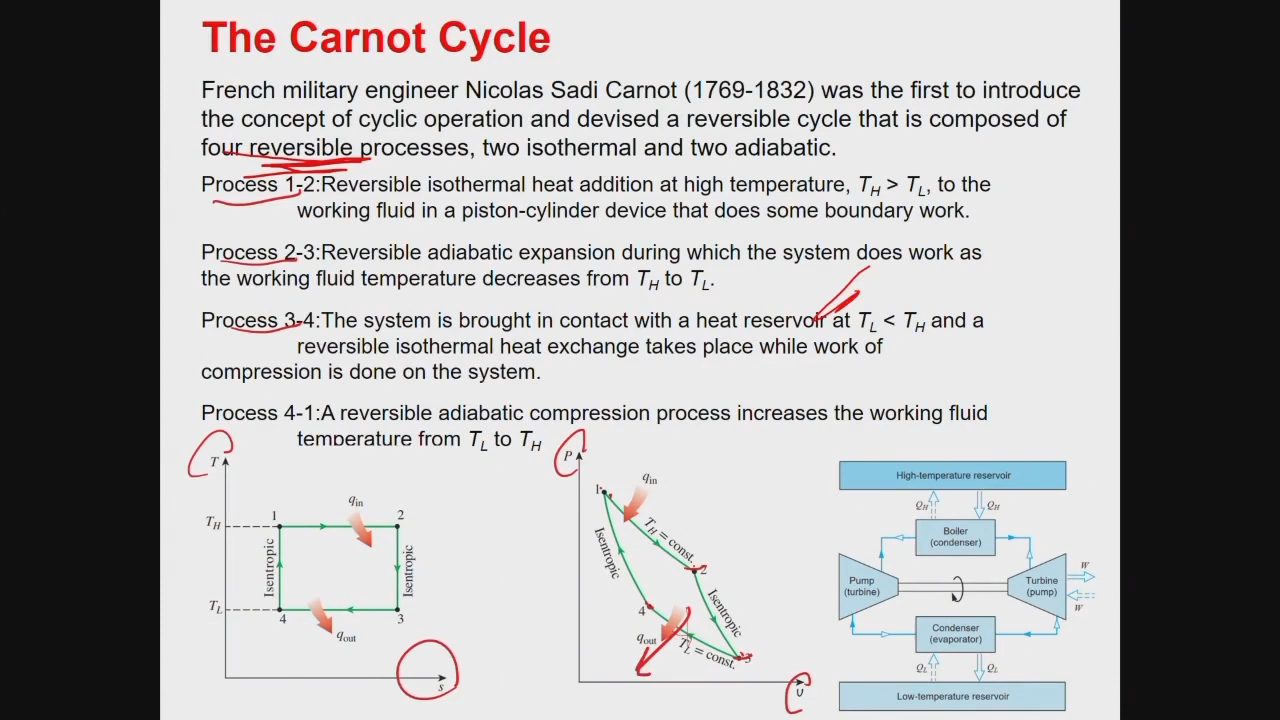 The Carnot Cycle
French military engineer Nicolas Sadi Carnot (1769-1832) was the first to introduce
the concept of cyclic operation and devised a reversible cycle that is composed of
four reversible processes, two isothermal and two adiabatic.
Process 1-2:Reversible isothermal heat addition at high temperature, TH > TL, to the
working fluid in a piston-cylinder device that does some boundary work.
Process 2-3:Reversible adiabatic expansion during which the system does work as
the working fluid temperature decreases from TH to TL.
Process 3-4:The system is brought in contact with a heat reservoir at TL < TH and a
reversible isothermal heat exchange takes place while work of
compression is done on the system.
Process 4-1:A reversible adiabatic compression process increases the working fluid
temperature from TL to TH
T
qin
1
2
TH
Isentropic
Isentropic
TL
4
3
qout
s
P
1
qin
TH = const.
2
Isentropic
Isentropic
4
qout
TL = const.
3
υ
High-temperature reservoir
QH
QH
Boiler
(condenser)
Pump
(turbine)
Turbine
(pump)
W
W
Condenser
(evaporator)
QL
QL
Low-temperature reservoir